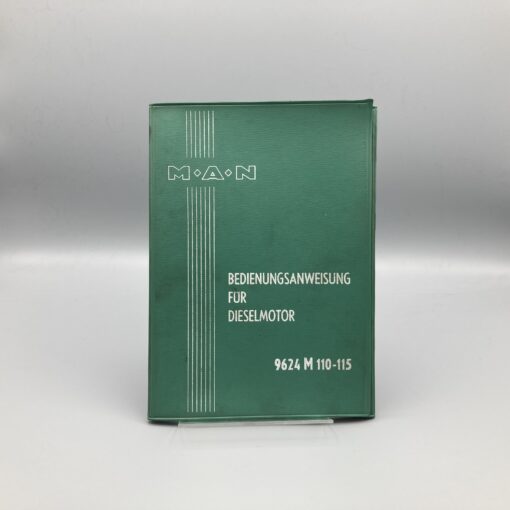 M·A·N
BEDIENUNGSANWEISUNG
FÜR
DIESELMOTOR
9624 M 110-115